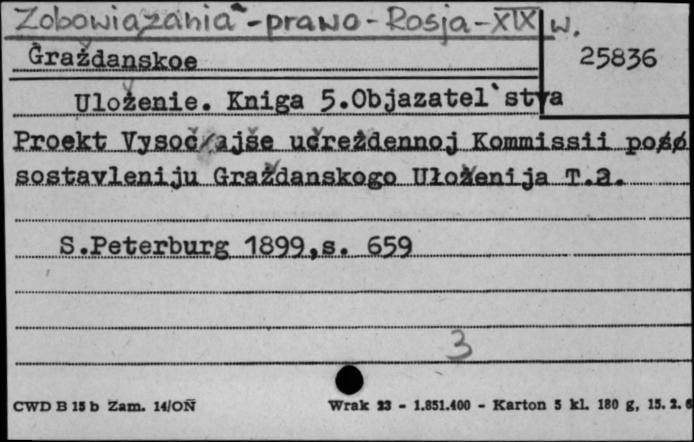 Zobowiązania - prawo - Rosja - XIX w.
Graždanskoe
25836
Uloženie. Kniga 5.Objazatel`stva
Proekt Vysočajše učreždennoj Kommissii po
sostavleniju Graždanskogo Uloženija T.2.
S.Peterburg 1899,s. 659
3
CWD B 15 b Zam. 14/OÑ
Wrak 23 - 1.851.400 - Karton 5 kl. 180 g, 15. 2. 6